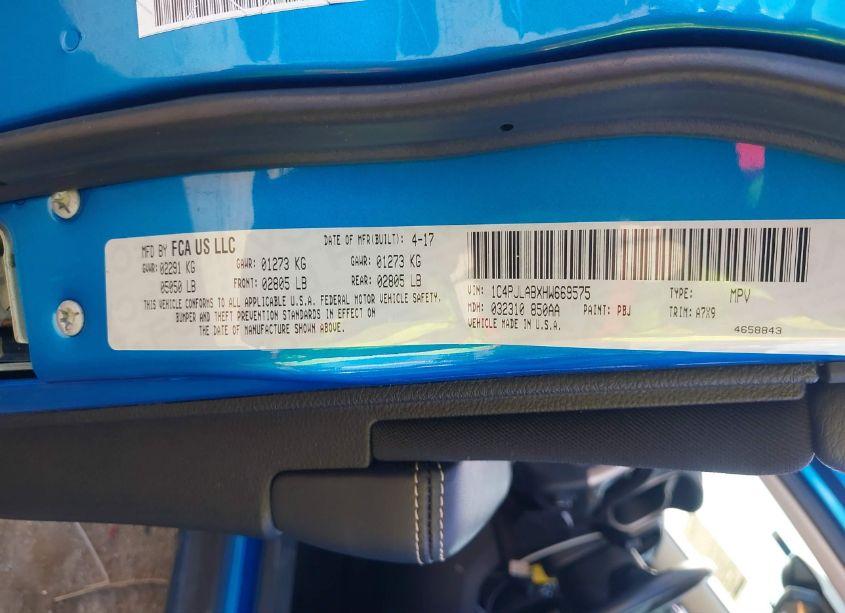 MFD BY FCA US LLC
DATE OF MFR(BUILT): 4-17
GVWR: 02291 KG GAWR: 01273 KG GAWR: 01273 KG
05050 LB FRONT: 02805 LB REAR: 02805 LB
THIS VEHICLE CONFORMS TO ALL APPLICABLE U.S.A. FEDERAL MOTOR VEHICLE SAFETY,
BUMPER AND THEFT PREVENTION STANDARDS IN EFFECT ON
THE DATE OF MANUFACTURE SHOWN ABOVE.
VIN: 1C4PJLABXHW669575 TYPE: MPV
MDH: 032310 850AA PAINT: PBJ TRIM: A7X9
VEHICLE MADE IN U.S.A.
4658843